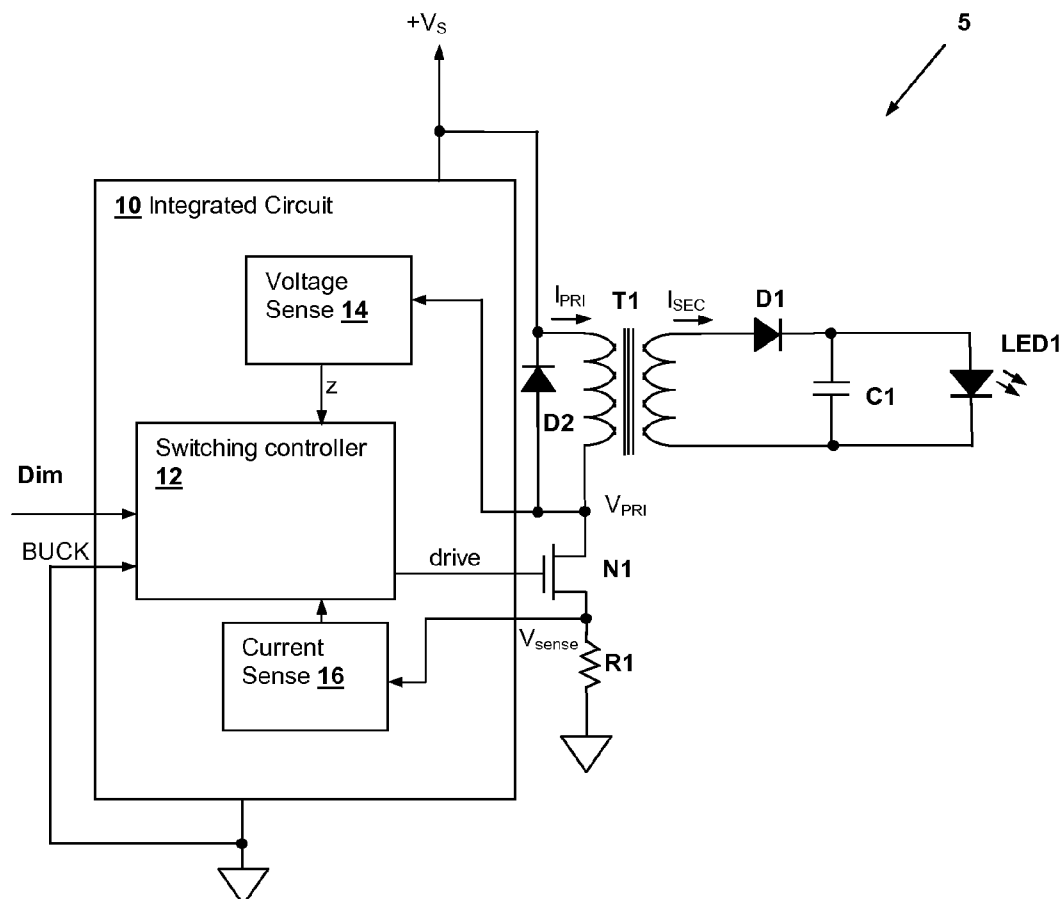 +VS
5
10 Integrated Circuit
Voltage
Sense 14
IPRI
T1
ISEC
D1
LED1
C1
D2
z
Switching controller
12
Dim
BUCK
VPRI
drive
N1
Current
Sense 16
Vsense
R1